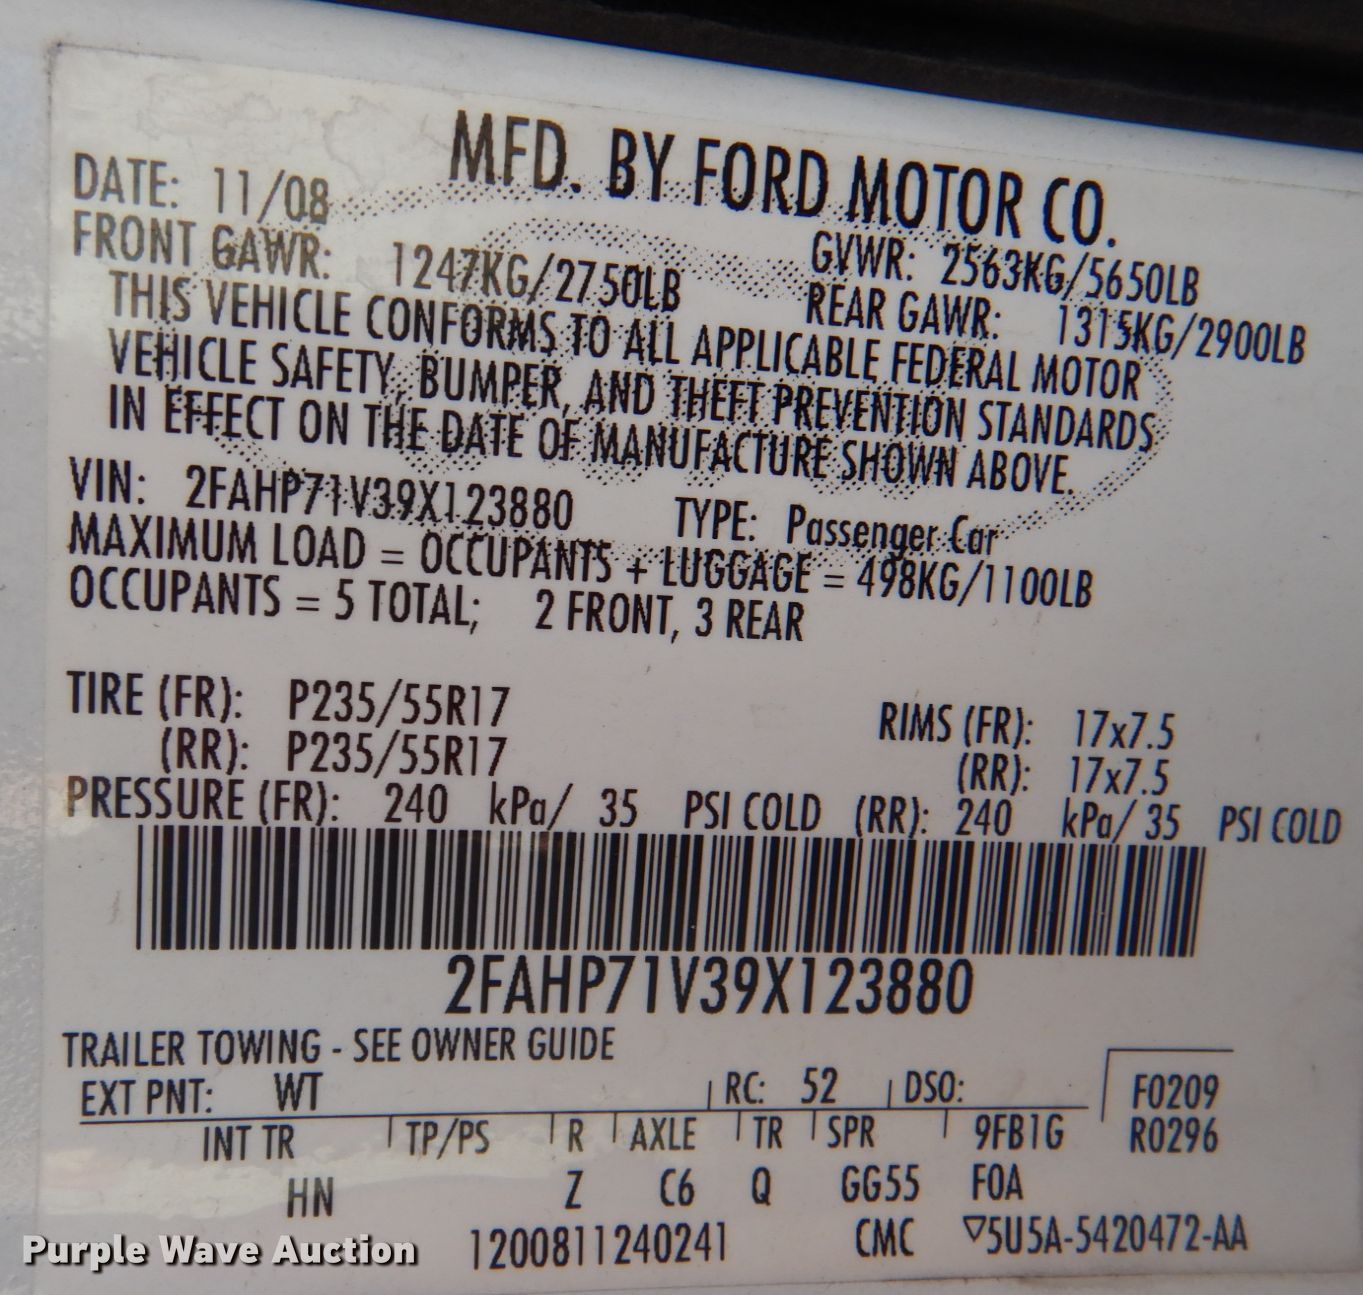 MFD. BY FORD MOTOR CO.
DATE: 11/08 GVWR: 2563KG/5650LB
FRONT GAWR: 1247KG/2750LB REAR GAWR: 1315KG/2900LB
THIS VEHICLE CONFORMS TO ALL APPLICABLE FEDERAL MOTOR
VEHICLE SAFETY, BUMPER, AND THEFT PREVENTION STANDARDS
IN EFFECT ON THE DATE OF MANUFACTURE SHOWN ABOVE.
VIN: 2FAHP71V39X123880 TYPE: Passenger Car
MAXIMUM LOAD = OCCUPANTS + LUGGAGE = 498KG/1100LB
OCCUPANTS = 5 TOTAL; 2 FRONT, 3 REAR
TIRE (FR): P235/55R17 RIMS (FR): 17x7.5
(RR): P235/55R17 (RR): 17x7.5
PRESSURE (FR): 240 kPa/ 35 PSI COLD (RR): 240 kPa/ 35 PSI COLD
2FAHP71V39X123880
TRAILER TOWING - SEE OWNER GUIDE
EXT PNT: WT RC: 52 DSO: F0209
INT TR TP/PS R AXLE TR SPR 9FB1G R0296
HN Z C6 Q GG55 F0A
1200811240241 CMC ▽5U5A-5420472-AA
Purple Wave Auction